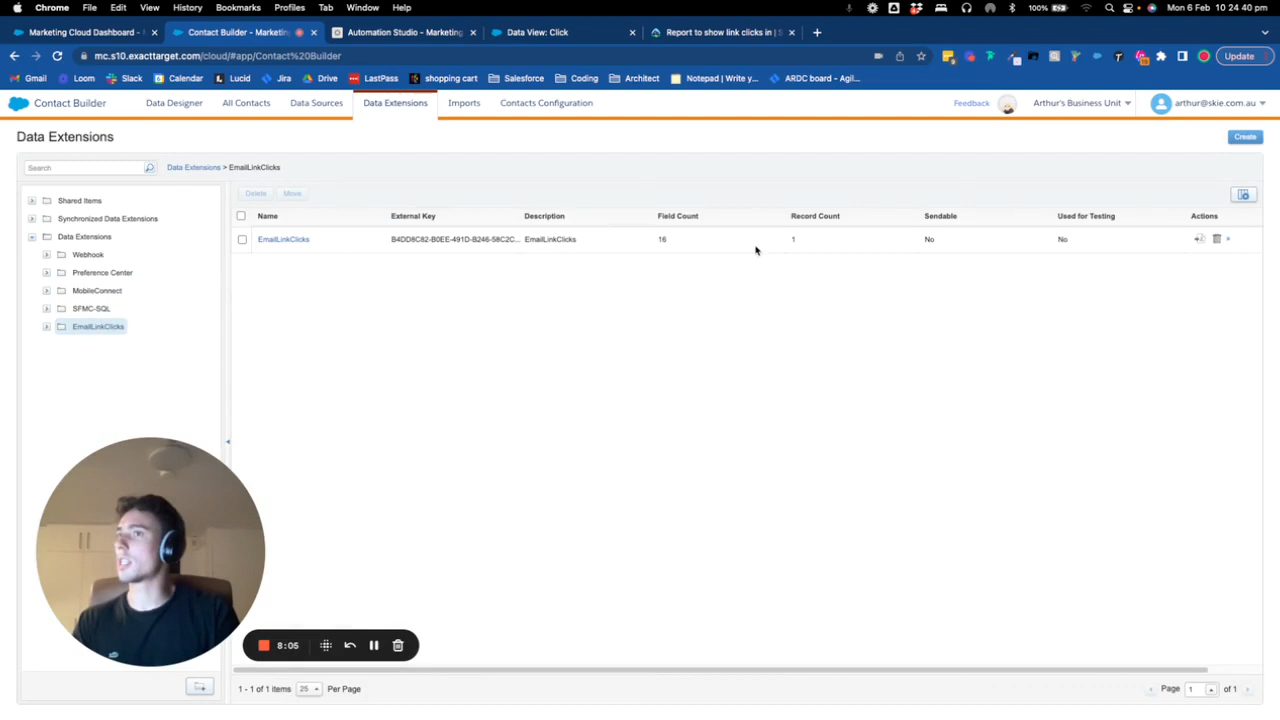 Chrome File Edit View History Bookmarks Profiles Tab Window Help 100% Mon 6 Feb 10 24 40 pm
Marketing Cloud Dashboard - Contact Builder - Marketing Automation Studio - Marketing Data View: Click Report to show link clicks in | S
mc.s10.exacttarget.com/cloud/#app/Contact%20Builder Update
Gmail Loom Slack Calendar Lucid Jira Drive LastPass shopping cart Salesforce Coding Architect Notepad | Write y... ARDC board - Agil...
Contact Builder Data Designer All Contacts Data Sources Data Extensions Imports Contacts Configuration Feedback Arthur's Business Unit arthur@skie.com.au
Data Extensions Create
Search Data Extensions > EmailLinkClicks
Delete Move
Shared Items
Synchronized Data Extensions
Data Extensions
Webhook
Preference Center
MobileConnect
SFMC-SQL
EmailLinkClicks
Name External Key Description Field Count Record Count Sendable Used for Testing Actions
EmailLinkClicks B4DD8C82-B0EE-491D-B246-58C2C... EmailLinkClicks 16 1 No No
8:05
1 - 1 of 1 items 25 Per Page Page 1 of 1